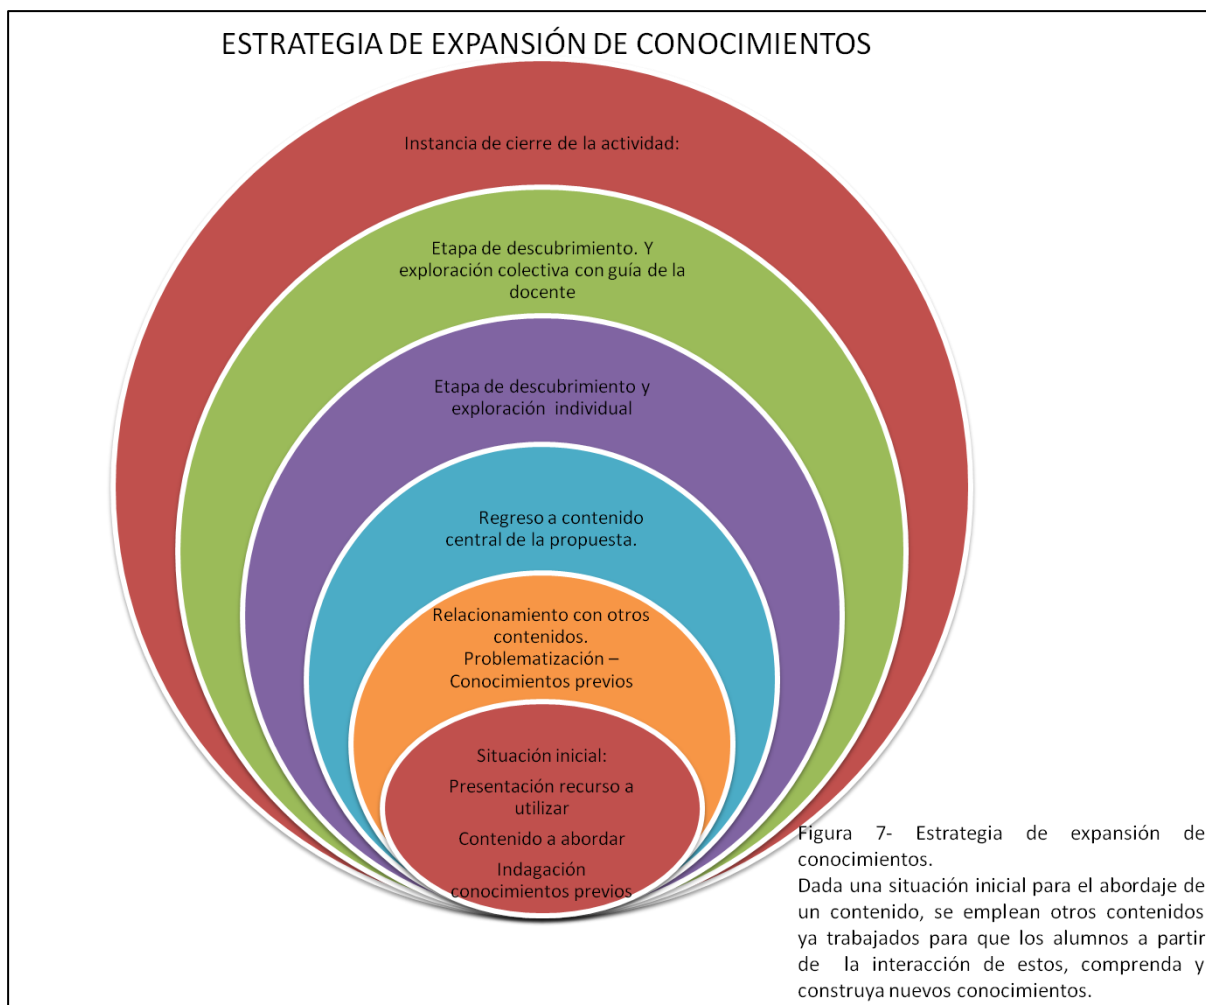 ESTRATEGIA DE EXPANSIÓN DE CONOCIMIENTOS
Instancia de cierre de la actividad:
Etapa de descubrimiento. Y
exploración colectiva con guía de la
docente
Etapa de descubrimiento y
exploración individual
Regreso a contenido
central de la propuesta.
Relacionamiento con otros
contenidos.
Problematización –
Conocimientos previos
Situación inicial:
Presentación recurso a
utilizar
Contenido a abordar
Indagación
conocimientos previos
Figura 7- Estrategia de expansión de
conocimientos.
Dada una situación inicial para el abordaje de
un contenido, se emplean otros contenidos
ya trabajados para que los alumnos a partir
de la interacción de estos, comprenda y
construya nuevos conocimientos.